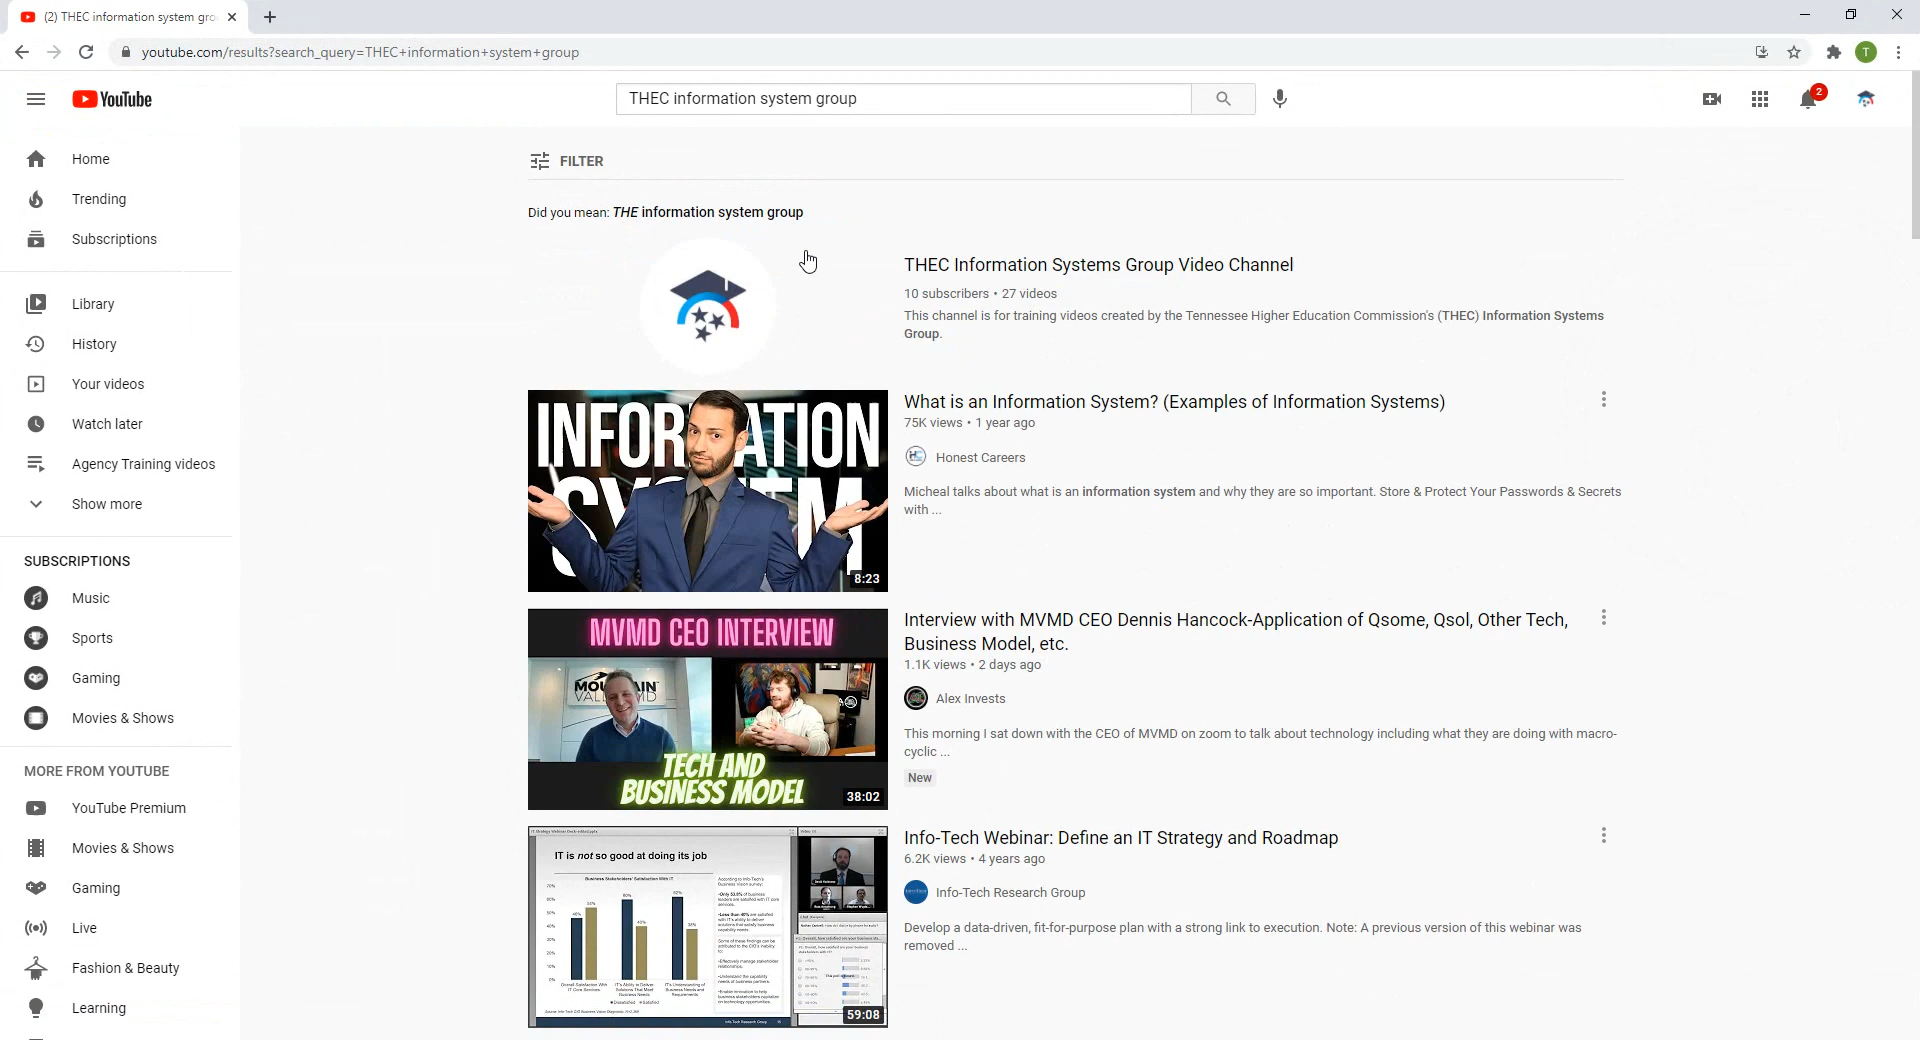 (2) THEC information system gro
youtube.com/results?search_query=THEC+information+system+group
T
YouTube
THEC information system group
2
Home
Trending
Subscriptions
Library
History
Your videos
Watch later
Agency Training videos
Show more
SUBSCRIPTIONS
Music
Sports
Gaming
Movies & Shows
MORE FROM YOUTUBE
YouTube Premium
Movies & Shows
Gaming
Live
Fashion & Beauty
Learning
FILTER
Did you mean: THE information system group
THEC Information Systems Group Video Channel
10 subscribers • 27 videos
This channel is for training videos created by the Tennessee Higher Education Commission's (THEC) Information Systems
Group.
INFOR ATION
SY TEM
8:23
What is an Information System? (Examples of Information Systems)
75K views • 1 year ago
Honest Careers
Micheal talks about what is an information system and why they are so important. Store & Protect Your Passwords & Secrets
with ...
MVMD CEO INTERVIEW
TECH AND
BUSINESS MODEL
38:02
Interview with MVMD CEO Dennis Hancock-Application of Qsome, Qsol, Other Tech,
Business Model, etc.
1.1K views • 2 days ago
Alex Invests
This morning I sat down with the CEO of MVMD on zoom to talk about technology including what they are doing with macro-
cyclic ...
New
IT is not so good at doing its job
Business Stakeholders' Satisfaction With IT
59:08
Info-Tech Webinar: Define an IT Strategy and Roadmap
6.2K views • 4 years ago
Info-Tech Research Group
Develop a data-driven, fit-for-purpose plan with a strong link to execution. Note: A previous version of this webinar was
removed ...